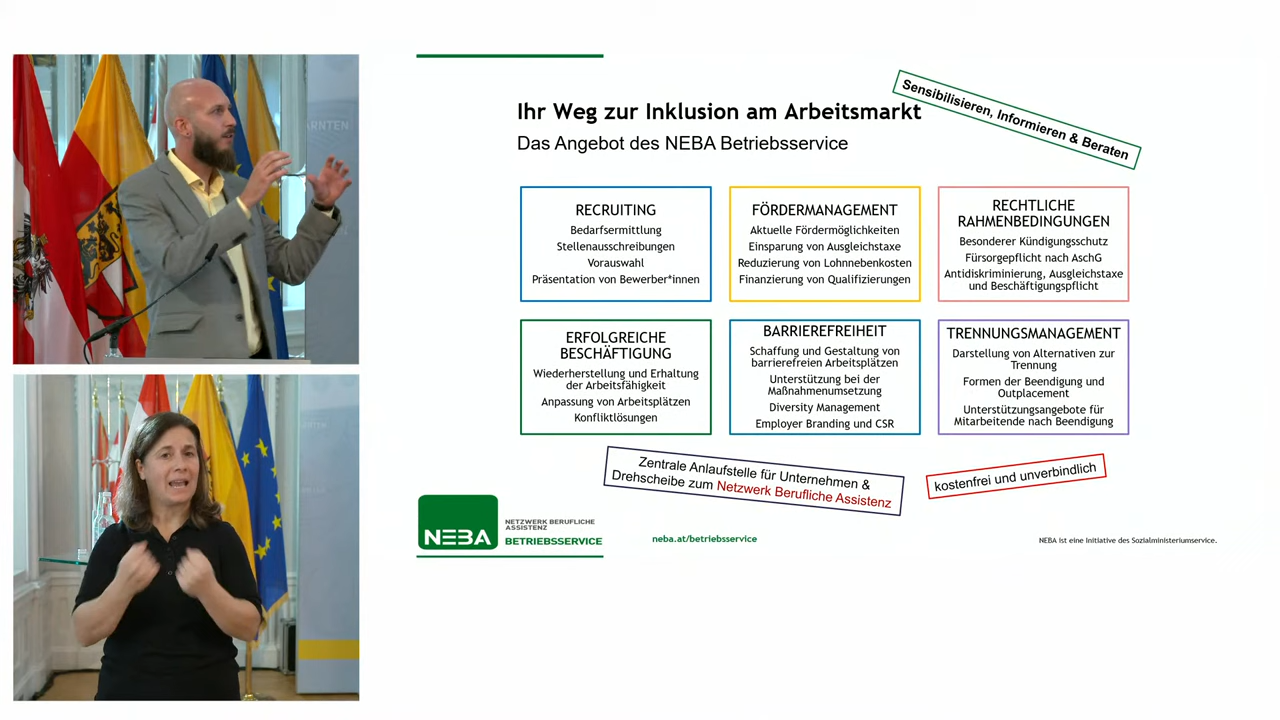 ARNTEN
Ihr Weg zur Inklusion am Arbeitsmarkt
Das Angebot des NEBA Betriebsservice
Sensibilisieren, Informieren & Beraten
RECRUITING
Bedarfsermittlung
Stellenausschreibungen
Vorauswahl
Präsentation von Bewerber*innen
FÖRDERMANAGEMENT
Aktuelle Fördermöglichkeiten
Einsparung von Ausgleichstaxe
Reduzierung von Lohnnebenkosten
Finanzierung von Qualifizierungen
RECHTLICHE
RAHMENBEDINGUNGEN
Besonderer Kündigungsschutz
Fürsorgepflicht nach AschG
Antidiskriminierung, Ausgleichstaxe
und Beschäftigungspflicht
ERFOLGREICHE
BESCHÄFTIGUNG
Wiederherstellung und Erhaltung
der Arbeitsfähigkeit
Anpassung von Arbeitsplätzen
Konfliktlösungen
BARRIEREFREIHEIT
Schaffung und Gestaltung von
barrierefreien Arbeitsplätzen
Unterstützung bei der
Maßnahmenumsetzung
Diversity Management
Employer Branding und CSR
TRENNUNGSMANAGEMENT
Darstellung von Alternativen zur
Trennung
Formen der Beendigung und
Outplacement
Unterstützungsangebote für
Mitarbeitende nach Beendigung
Zentrale Anlaufstelle für Unternehmen &
Drehscheibe zum Netzwerk Berufliche Assistenz
kostenfrei und unverbindlich
NEBA
NETZWERK BERUFLICHE
ASSISTENZ
BETRIEBSSERVICE
neba.at/betriebsservice
NEBA ist eine Initiative des Sozialministeriumservice.